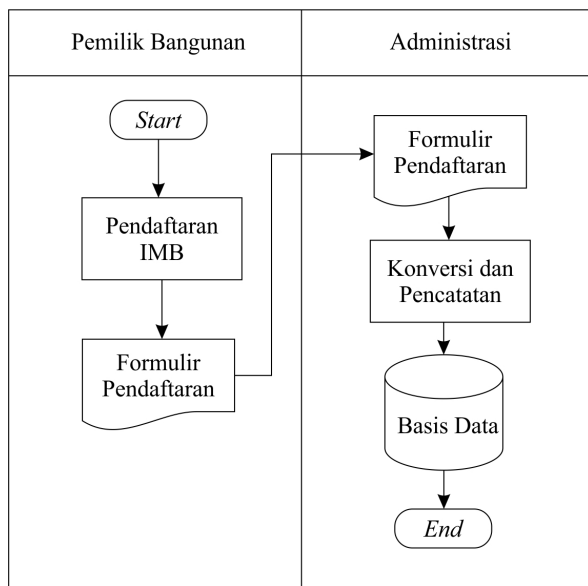 Pemilik Bangunan
Administrasi
Start
Pendaftaran
IMB
Formulir
Pendaftaran
Formulir
Pendaftaran
Konversi dan
Pencatatan
Basis Data
End